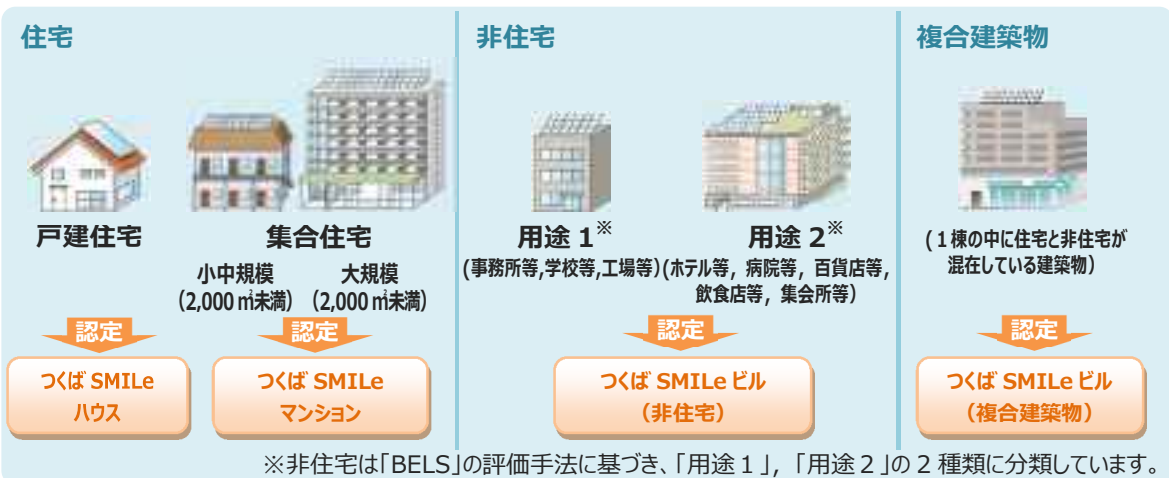 住宅
戸建住宅
集合住宅
小中規模
（2,000㎡未満）
大規模
（2,000㎡未満）
認定
つくば SMILe
ハウス
認定
つくば SMILe
マンション
非住宅
用途 1※
（事務所等,学校等,工場等）
用途 2※
（ホテル等，病院等，百貨店等，
飲食店等，集会所等）
認定
つくば SMILe ビル
（非住宅）
複合建築物
（１棟の中に住宅と非住宅が
混在している建築物）
認定
つくば SMILe ビル
（複合建築物）
※非住宅は「BELS」の評価手法に基づき、「用途１」，「用途２」の２種類に分類しています。